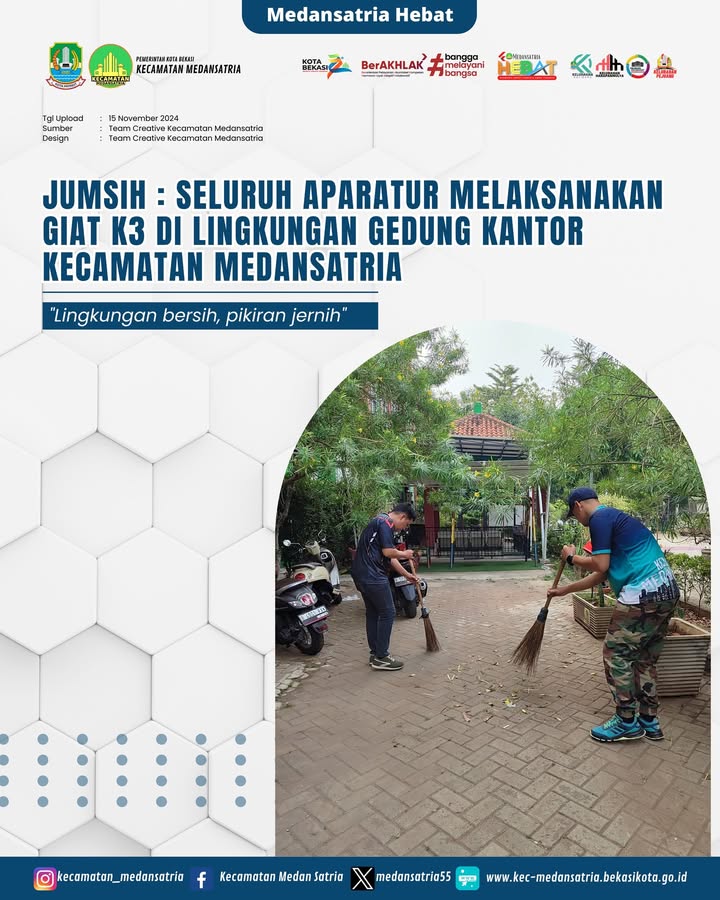 Medansatria Hebat
PEMERINTAH KOTA BEKASI
KECAMATAN MEDANSATRIA
KOTA BEKASI
BerAKHLAK
#bangga melayani bangsa
MEDANSATRIA
HEBAT
KECAMATAN
Tgl Upload : 15 November 2024
Sumber : Team Creative Kecamatan Medansatria
Design : Team Creative Kecamatan Medansatria
JUMSIH : SELURUH APARATUR MELAKSANAKAN
GIAT K3 DI LINGKUNGAN GEDUNG KANTOR
KECAMATAN MEDANSATRIA
"Lingkungan bersih, pikiran jernih"
kecamatan_medansatria
Kecamatan Medan Satria
medansatria55
www.kec-medansatria.bekasikota.go.id